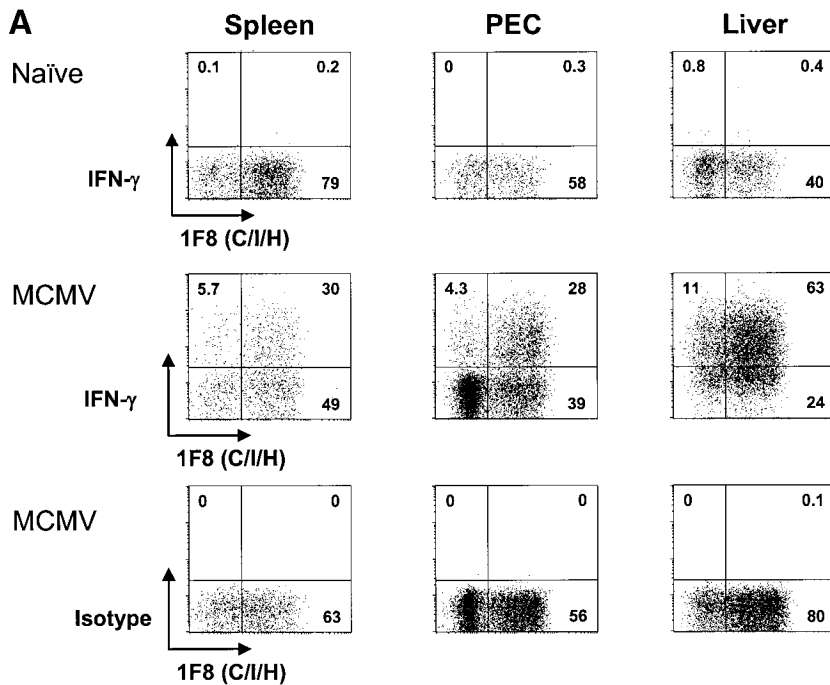 A
Spleen PEC Liver
Naïve
0.1 0.2 0 0.3 0.8 0.4
IFN-γ
79 58 40
1F8 (C/I/H)
MCMV
5.7 30 4.3 28 11 63
IFN-γ
49 39 24
1F8 (C/I/H)
MCMV
0 0 0 0 0 0.1
Isotype
63 56 80
1F8 (C/I/H)